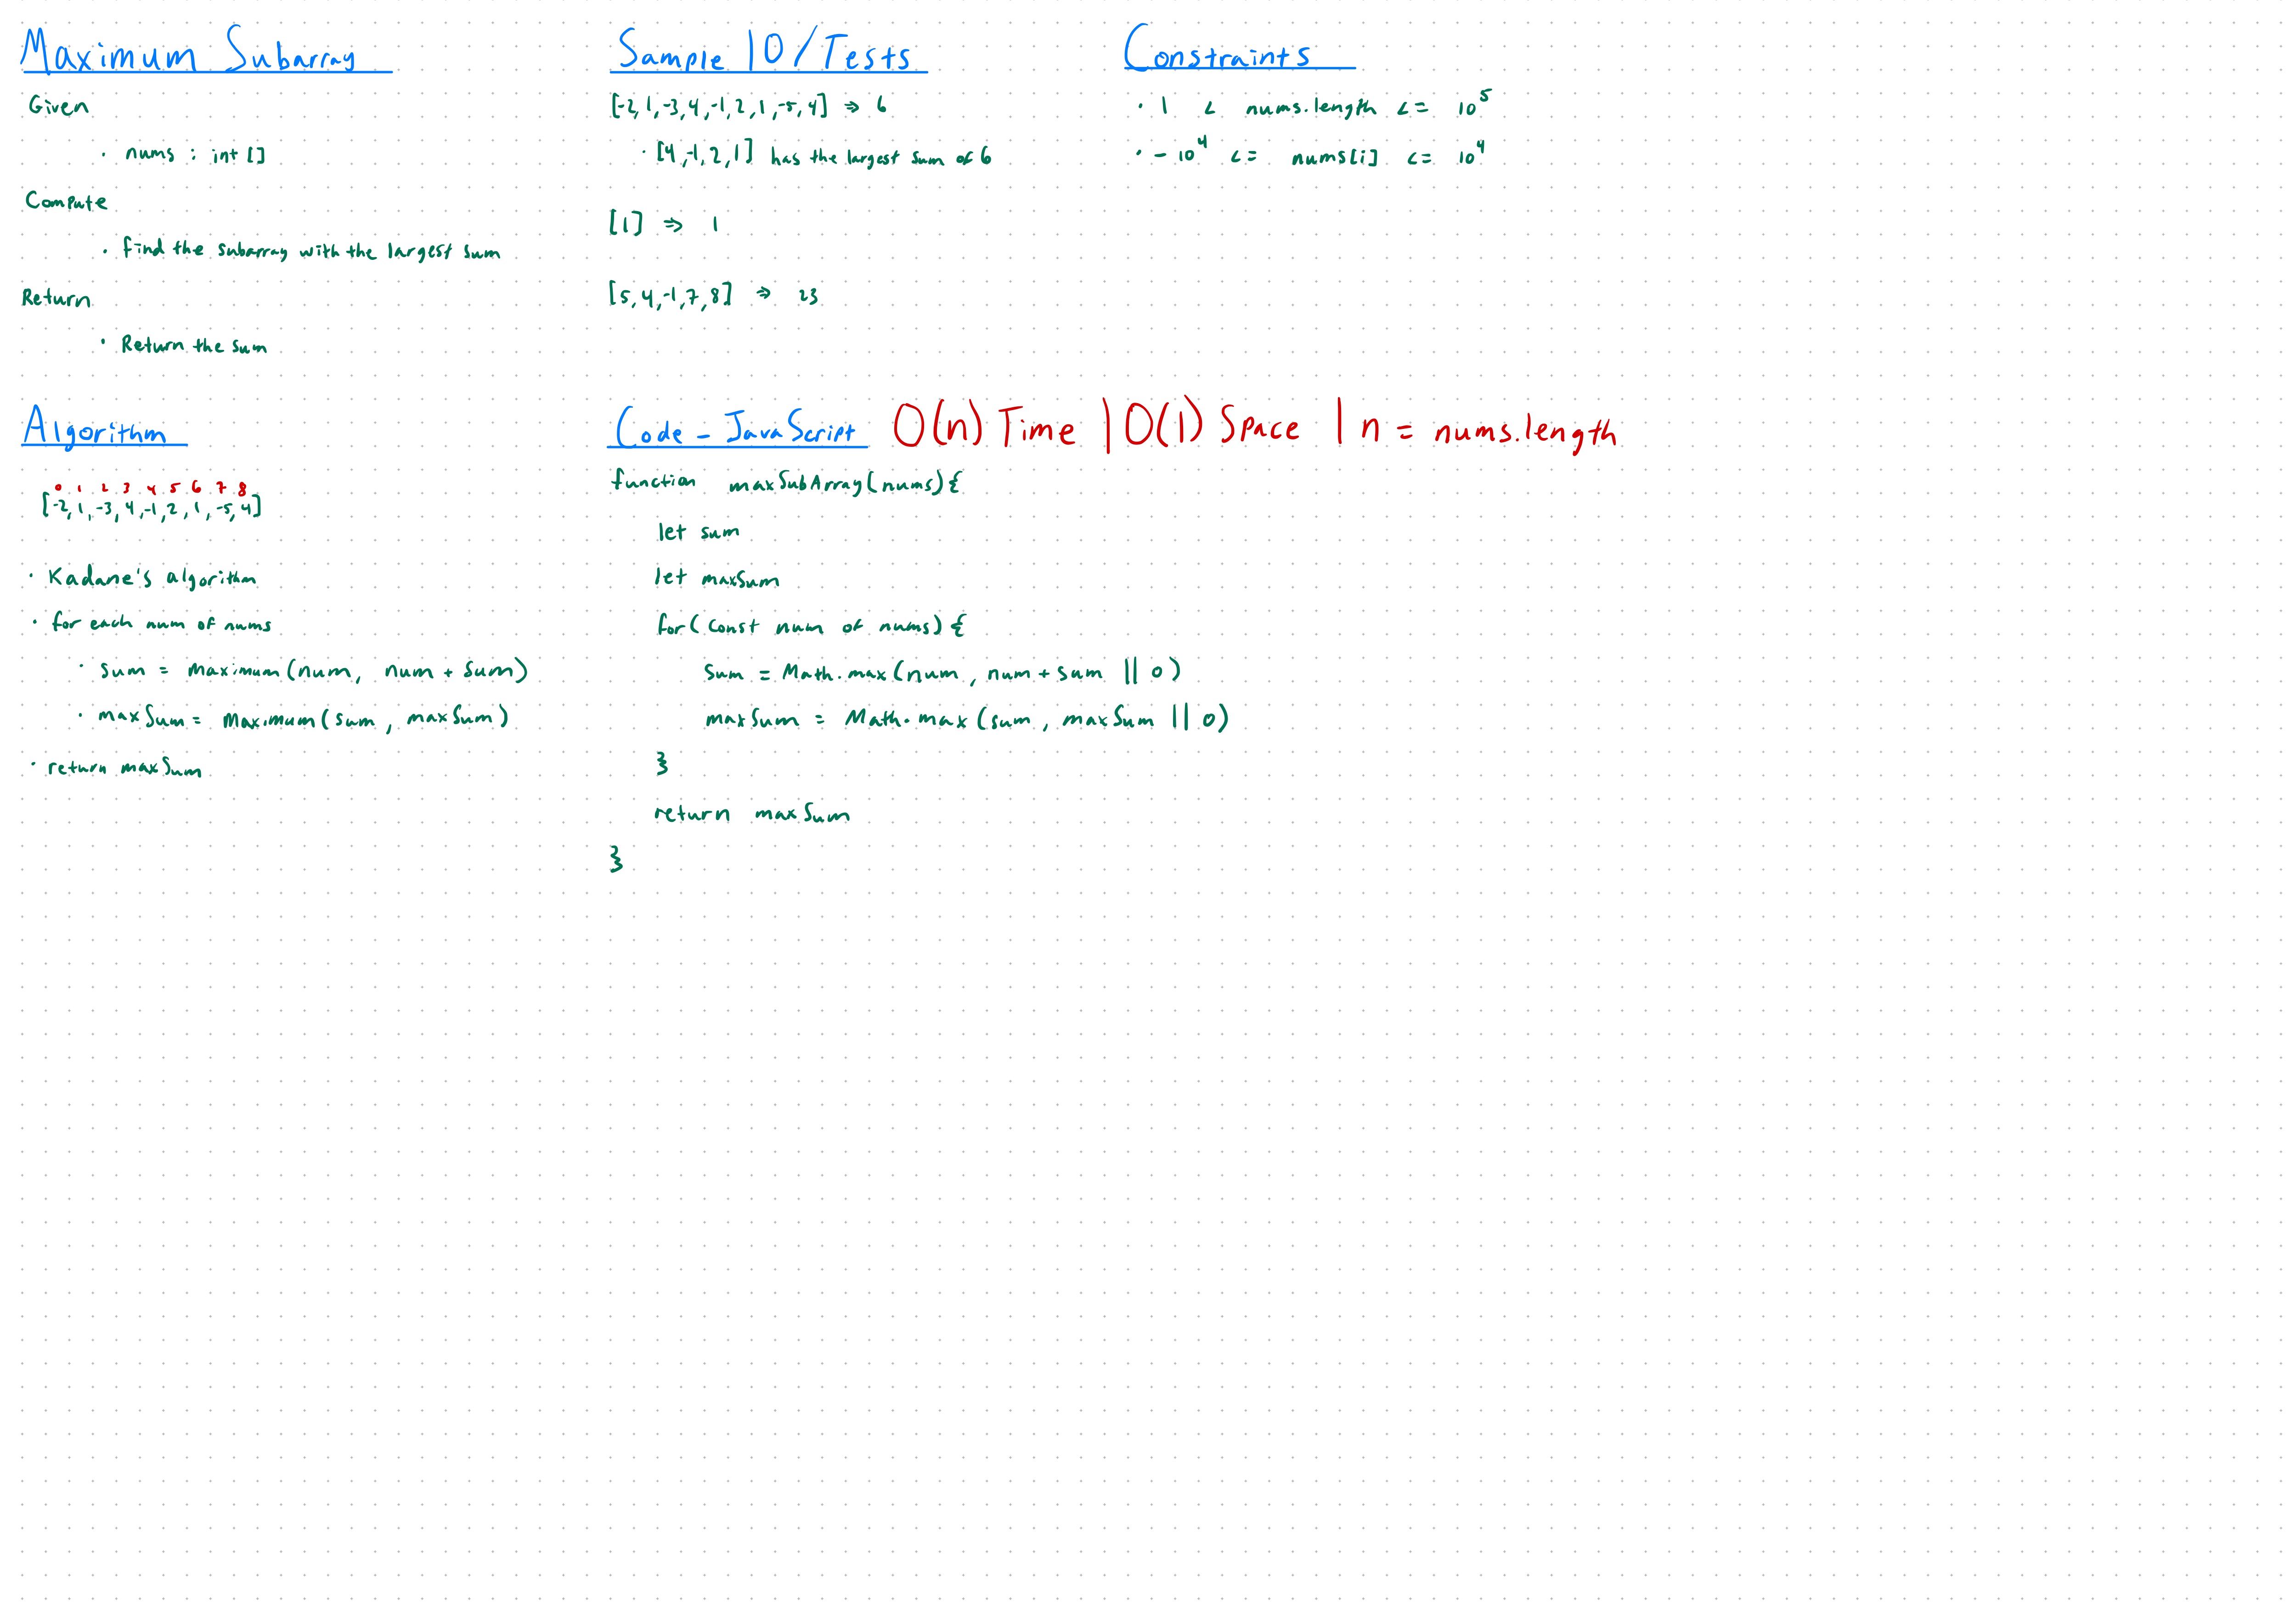 Maximum Subarray
Given
· nums : int []
Compute
· find the subarray with the largest sum
Return
· Return the sum
Sample IO/Tests
[-2, 1, -3, 4, -1, 2, 1, -5, 4] ⇒ 6
· [4, -1, 2, 1] has the largest sum of 6
[1] ⇒ 1
[5, 4, -1, 7, 8] ⇒ 23
Constraints
· 1 < nums.length <= 10⁵
· -10⁴ <= nums[i] <= 10⁴
Algorithm
0 1 2 3 4 5 6 7 8
[-2, 1, -3, 4, -1, 2, 1, -5, 4]
· Kadane's algorithm
· for each num of nums
· sum = Maximum(num, num + sum)
· maxSum = Maximum(sum, maxSum)
· return maxSum
Code - JavaScript O(n) Time | O(1) Space | n = nums.length
function maxSubArray(nums){
let sum
let maxSum
for(const num of nums){
sum = Math.max(num, num + sum || 0)
maxSum = Math.max(sum, maxSum || 0)
}
return maxSum
}